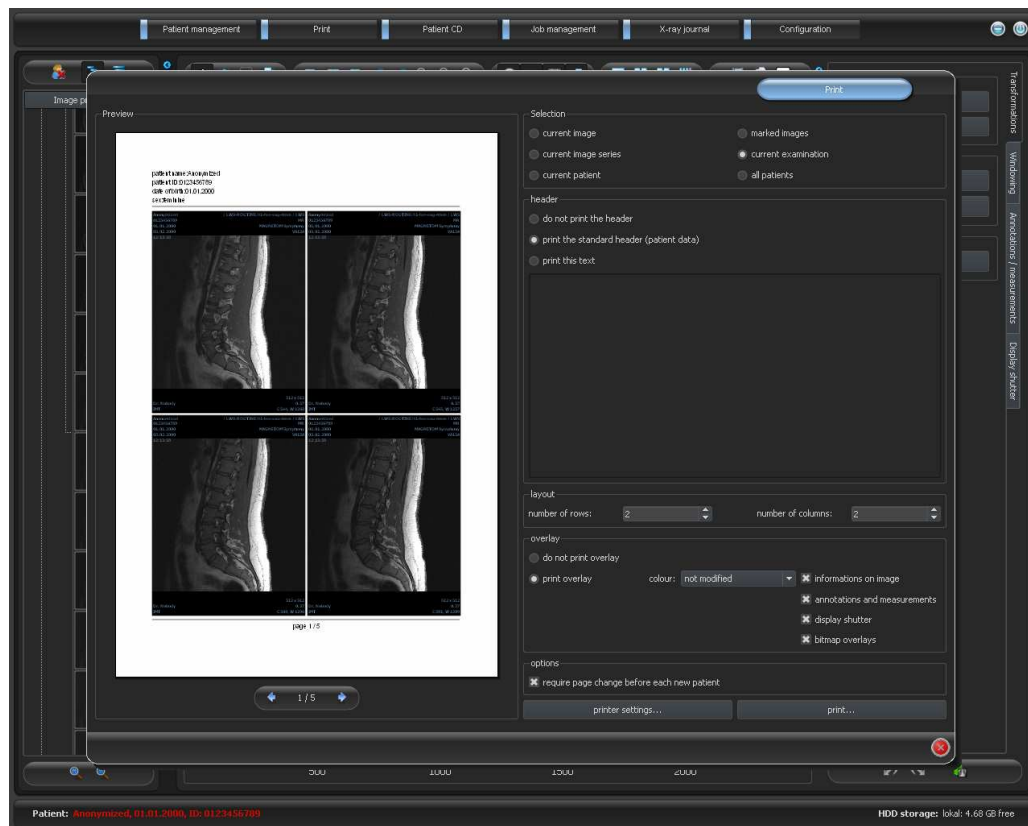 Patient management
Print
Patient CD
Job management
X-ray journal
Configuration
Print
Preview
Selection
current image
marked images
current image series
current examination
current patient
all patients
header
do not print the header
print the standard header (patient data)
print this text
layout
number of rows: 2
number of columns: 2
overlay
do not print overlay
print overlay
colour: not modified
informations on image
annotations and measurements
display shutter
bitmap overlays
options
require page change before each new patient
printer settings...
print...
patient name:Anonymized
patient ID:0123456789
date of birth:01.01.2000
page 1/5
1 / 5
Image
Transformations
Windowing
Annotations / measurements
Display shutter
500
1000
1500
2000
Patient: Anonymized, 01.01.2000, ID: 0123456789
HDD storage: lokal: 4.68 GB free